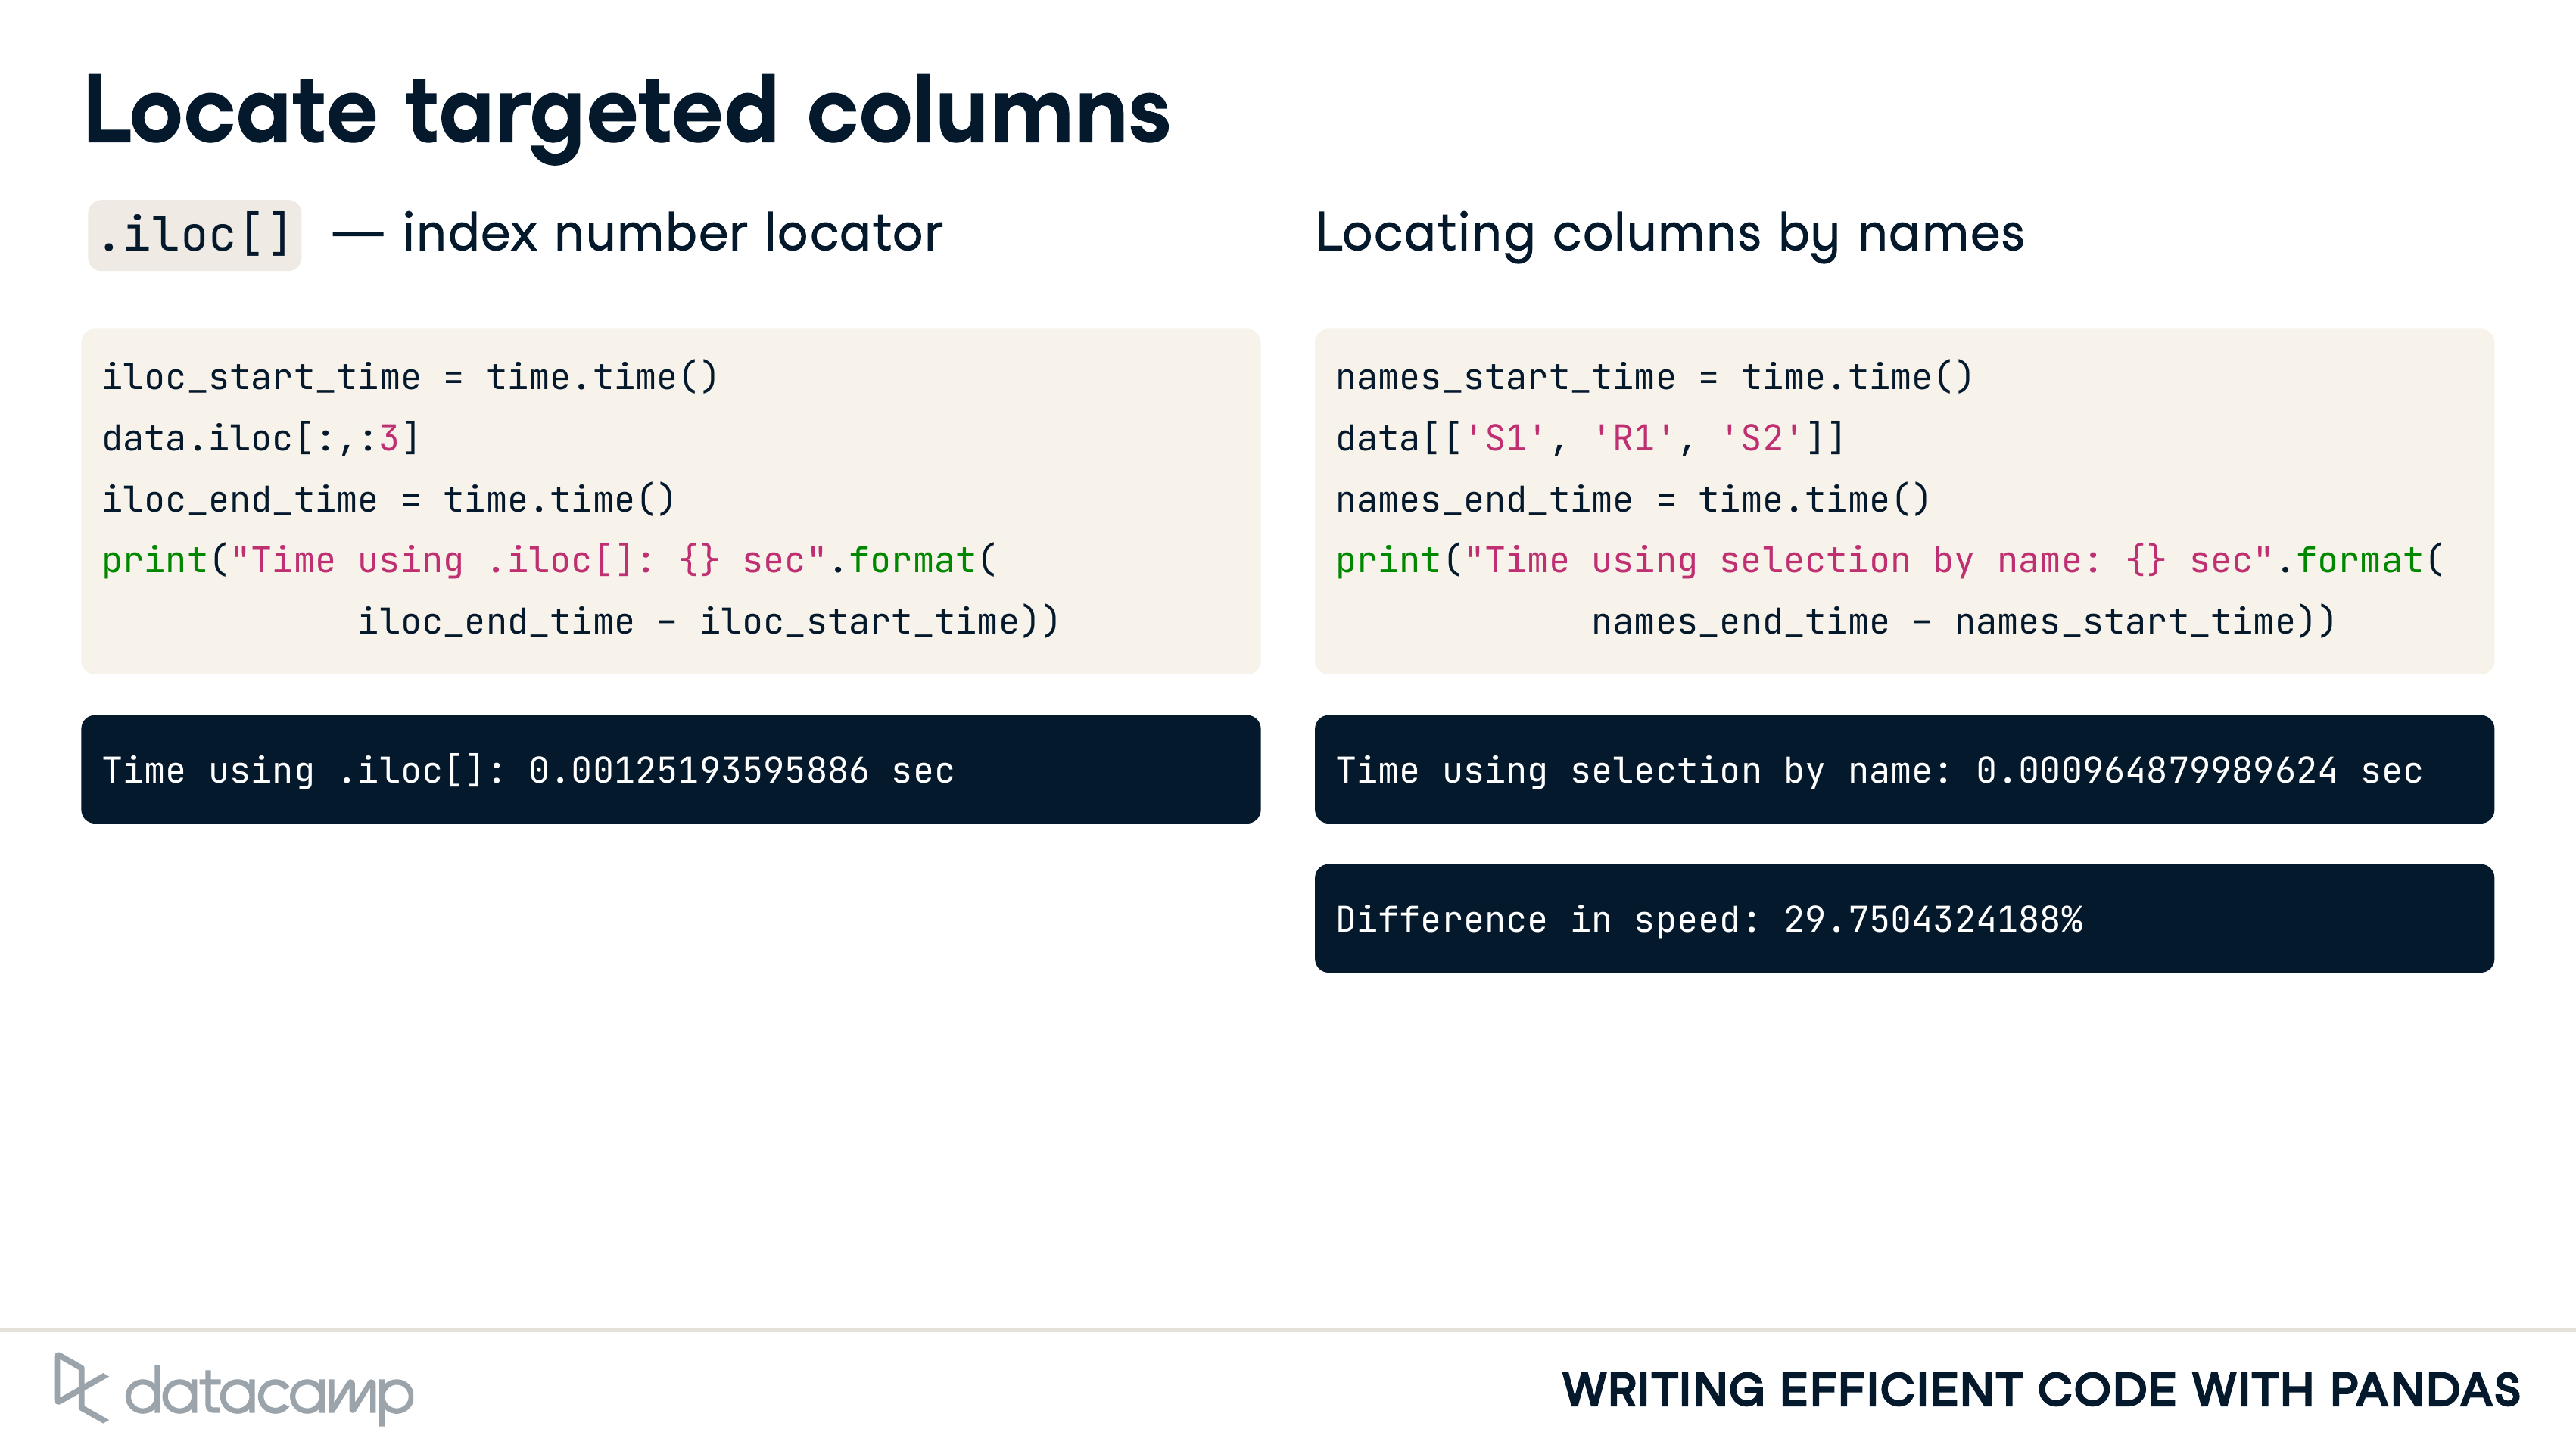 Locate targeted columns
.iloc[] — index number locator
iloc_start_time = time.time()
data.iloc[:,:3]
iloc_end_time = time.time()
print("Time using .iloc[]: {} sec".format(
            iloc_end_time - iloc_start_time))
Time using .iloc[]: 0.00125193595886 sec
Locating columns by names
names_start_time = time.time()
data[['S1', 'R1', 'S2']]
names_end_time = time.time()
print("Time using selection by name: {} sec".format(
            names_end_time - names_start_time))
Time using selection by name: 0.000964879989624 sec
Difference in speed: 29.7504324188%
datacamp
WRITING EFFICIENT CODE WITH PANDAS